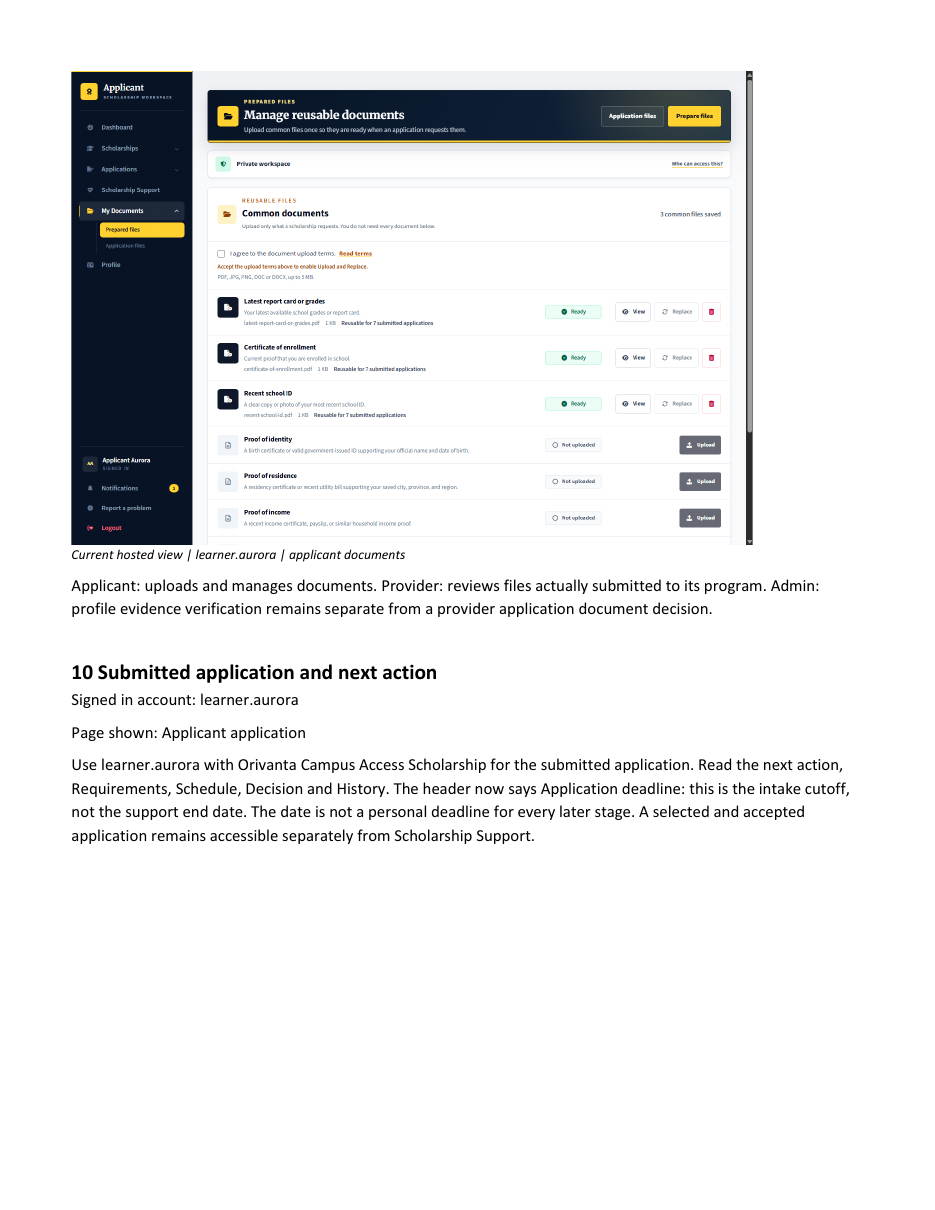 Applicant
SCHOLARSHIP WORKSPACE
Dashboard
Scholarships
Applications
Scholarship Support
My Documents
Prepared files
Application files
Profile
Applicant Aurora
SIGNED IN
Notifications 1
Report a problem
Logout
PREPARED FILES
Manage reusable documents
Upload common files once so they are ready when an application requests them.
Application files
Prepare files
Private workspace
Who can access this?
REUSABLE FILES
Common documents
Upload only what a scholarship requests. You do not need every document below.
3 common files saved
I agree to the document upload terms. Read terms
Accept the upload terms above to enable Upload and Replace.
PDF, JPG, PNG, DOC or DOCX, up to 5 MB.
Latest report card or grades
Your latest available school grades or report card.
latest-report-card-or-grades.pdf 1 KB Reusable for 7 submitted applications
Ready View Replace
Certificate of enrollment
Current proof that you are enrolled in school.
certificate-of-enrollment.pdf 1 KB Reusable for 7 submitted applications
Ready View Replace
Recent school ID
A clear copy or photo of your most recent school ID.
recent-school-id.pdf 1 KB Reusable for 7 submitted applications
Ready View Replace
Proof of identity
A birth certificate or valid government-issued ID supporting your official name and date of birth.
Not uploaded Upload
Proof of residence
A residency certificate or recent utility bill supporting your saved city, province, and region.
Not uploaded Upload
Proof of income
A recent income certificate, payslip, or similar household income proof.
Not uploaded Upload
Current hosted view | learner.aurora | applicant documents
Applicant: uploads and manages documents. Provider: reviews files actually submitted to its program. Admin:
profile evidence verification remains separate from a provider application document decision.
10 Submitted application and next action
Signed in account: learner.aurora
Page shown: Applicant application
Use learner.aurora with Orivanta Campus Access Scholarship for the submitted application. Read the next action,
Requirements, Schedule, Decision and History. The header now says Application deadline: this is the intake cutoff,
not the support end date. The date is not a personal deadline for every later stage. A selected and accepted
application remains accessible separately from Scholarship Support.